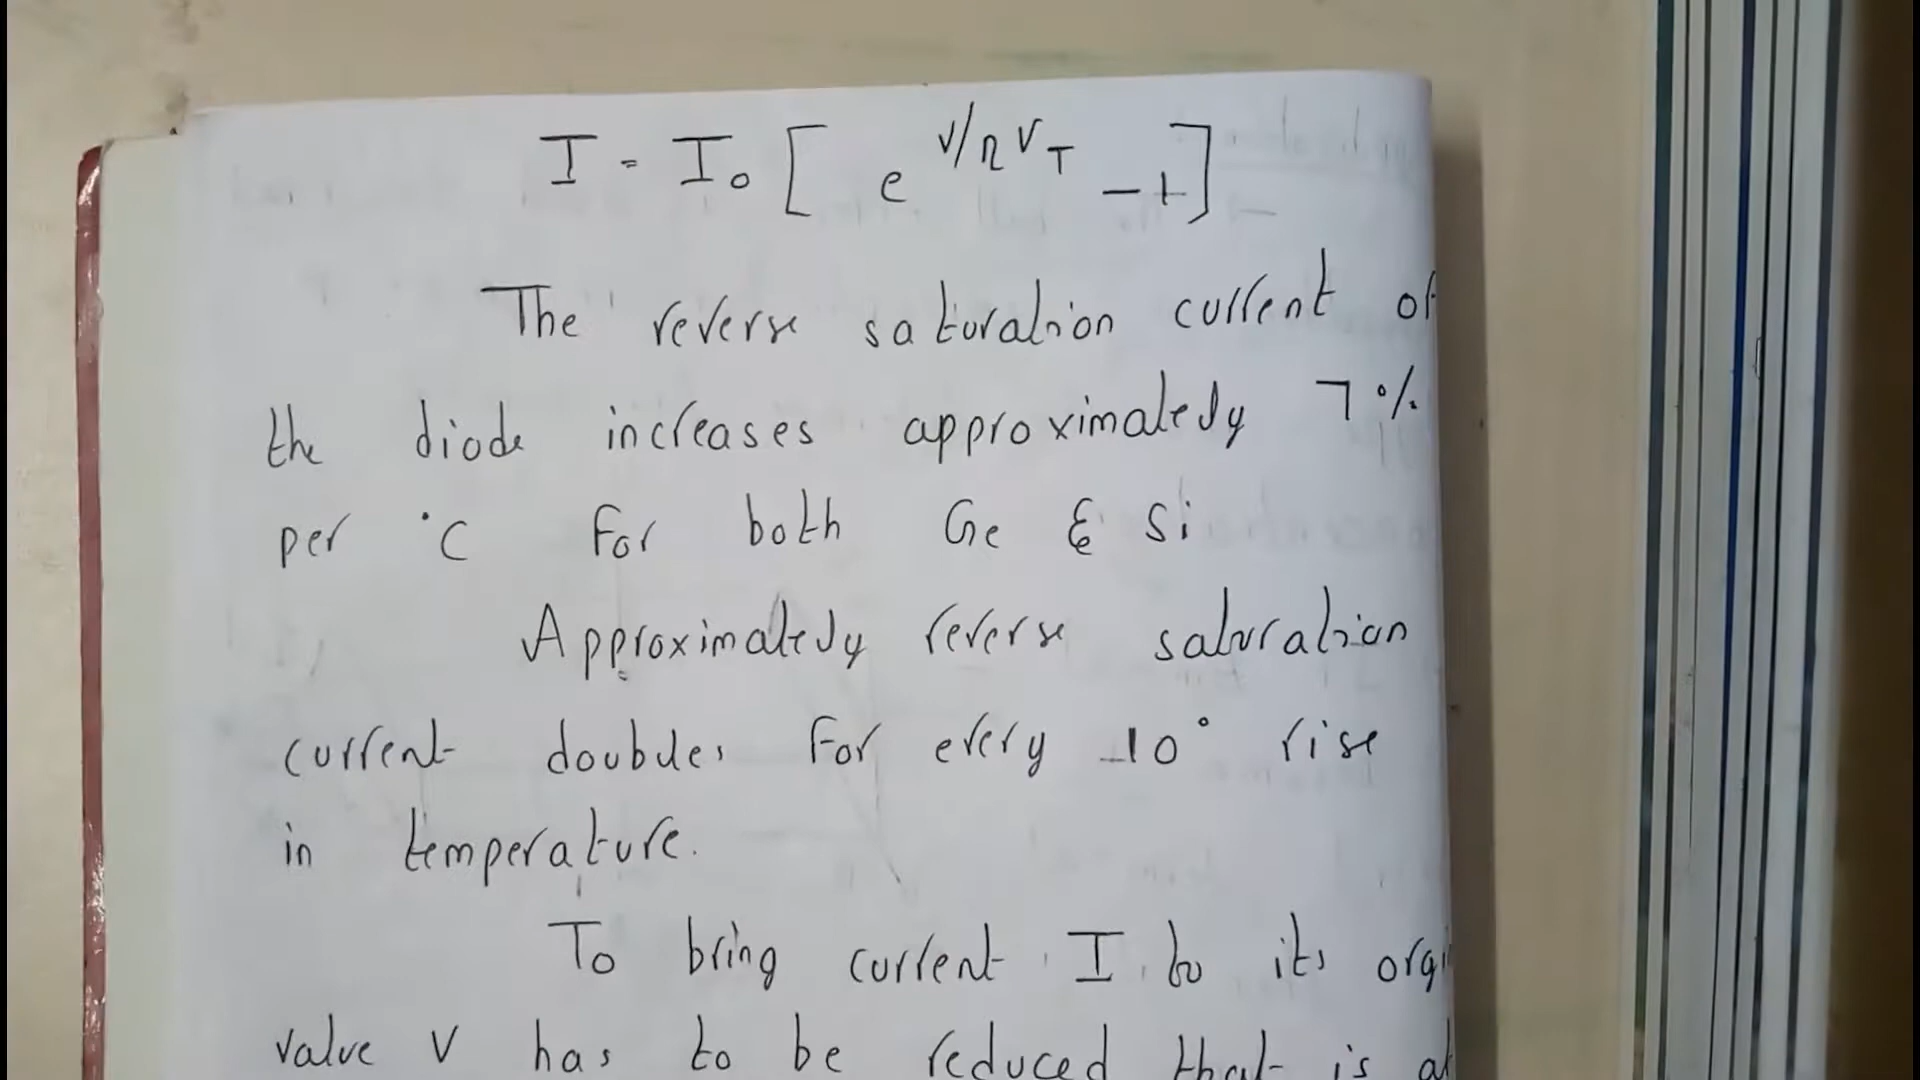 I = I₀ [ e^{V/ηV_T} - 1 ]
The reverse saturation current of
the diode increases approximately 7%
per °C for both Ge & Si
Approximately reverse saturation
current doubles for every 10° rise
in temperature.
To bring current I to its orgi
value V has to be reduced that is at